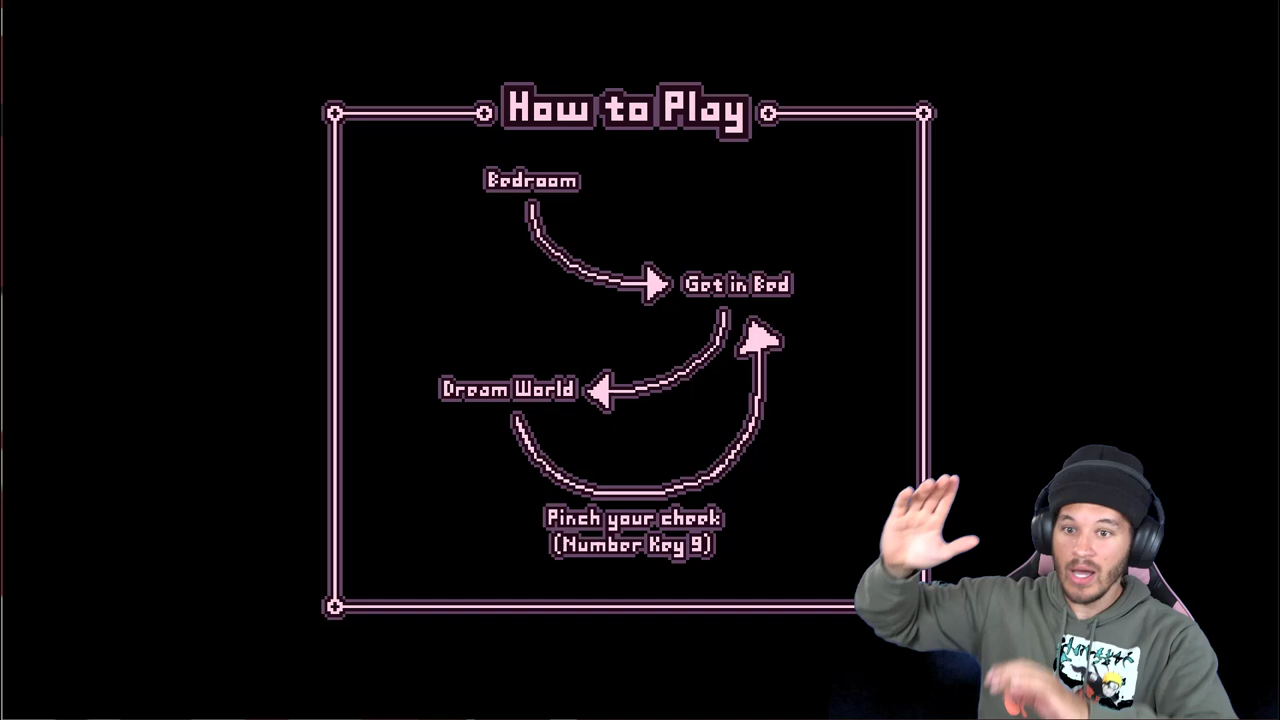 How to Play
Bedroom
Get in Bed
Dream World
Pinch your cheek
(Number Key 9)